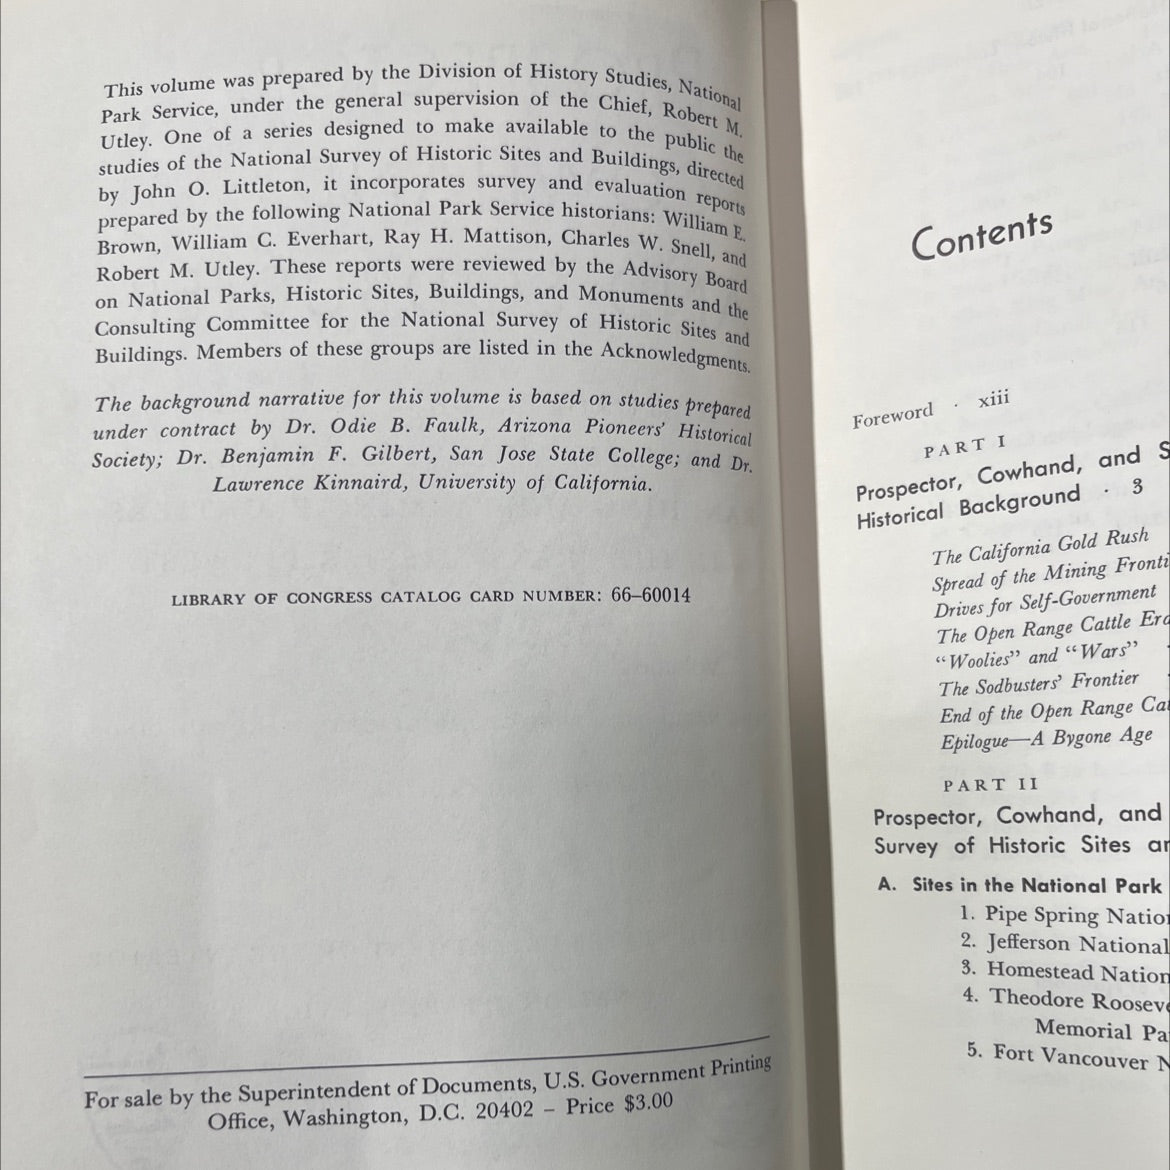 This volume was prepared by the Division of History Studies, National
Park Service, under the general supervision of the Chief, Robert M.
Utley. One of a series designed to make available to the public the
studies of the National Survey of Historic Sites and Buildings, directed
by John O. Littleton, it incorporates survey and evaluation reports
prepared by the following National Park Service historians: William E.
Brown, William C. Everhart, Ray H. Mattison, Charles W. Snell, and
Robert M. Utley. These reports were reviewed by the Advisory Board
on National Parks, Historic Sites, Buildings, and Monuments and the
Consulting Committee for the National Survey of Historic Sites and
Buildings. Members of these groups are listed in the Acknowledgments.
The background narrative for this volume is based on studies prepared
under contract by Dr. Odie B. Faulk, Arizona Pioneers' Historical
Society; Dr. Benjamin F. Gilbert, San Jose State College; and Dr.
Lawrence Kinnaird, University of California.
LIBRARY OF CONGRESS CATALOG CARD NUMBER: 66–60014
For sale by the Superintendent of Documents, U.S. Government Printing
Office, Washington, D.C. 20402 – Price $3.00
Contents
Foreword · xiii
PART I
Prospector, Cowhand, and S
Historical Background · 3
The California Gold Rush
Spread of the Mining Fronti
Drives for Self-Government
The Open Range Cattle Era
“Woolies” and “Wars”
The Sodbusters' Frontier
End of the Open Range Cat
Epilogue—A Bygone Age
PART II
Prospector, Cowhand, and
Survey of Historic Sites an
A. Sites in the National Park
1. Pipe Spring Nation
2. Jefferson National
3. Homestead Nation
4. Theodore Rooseve
Memorial Pa
5. Fort Vancouver N